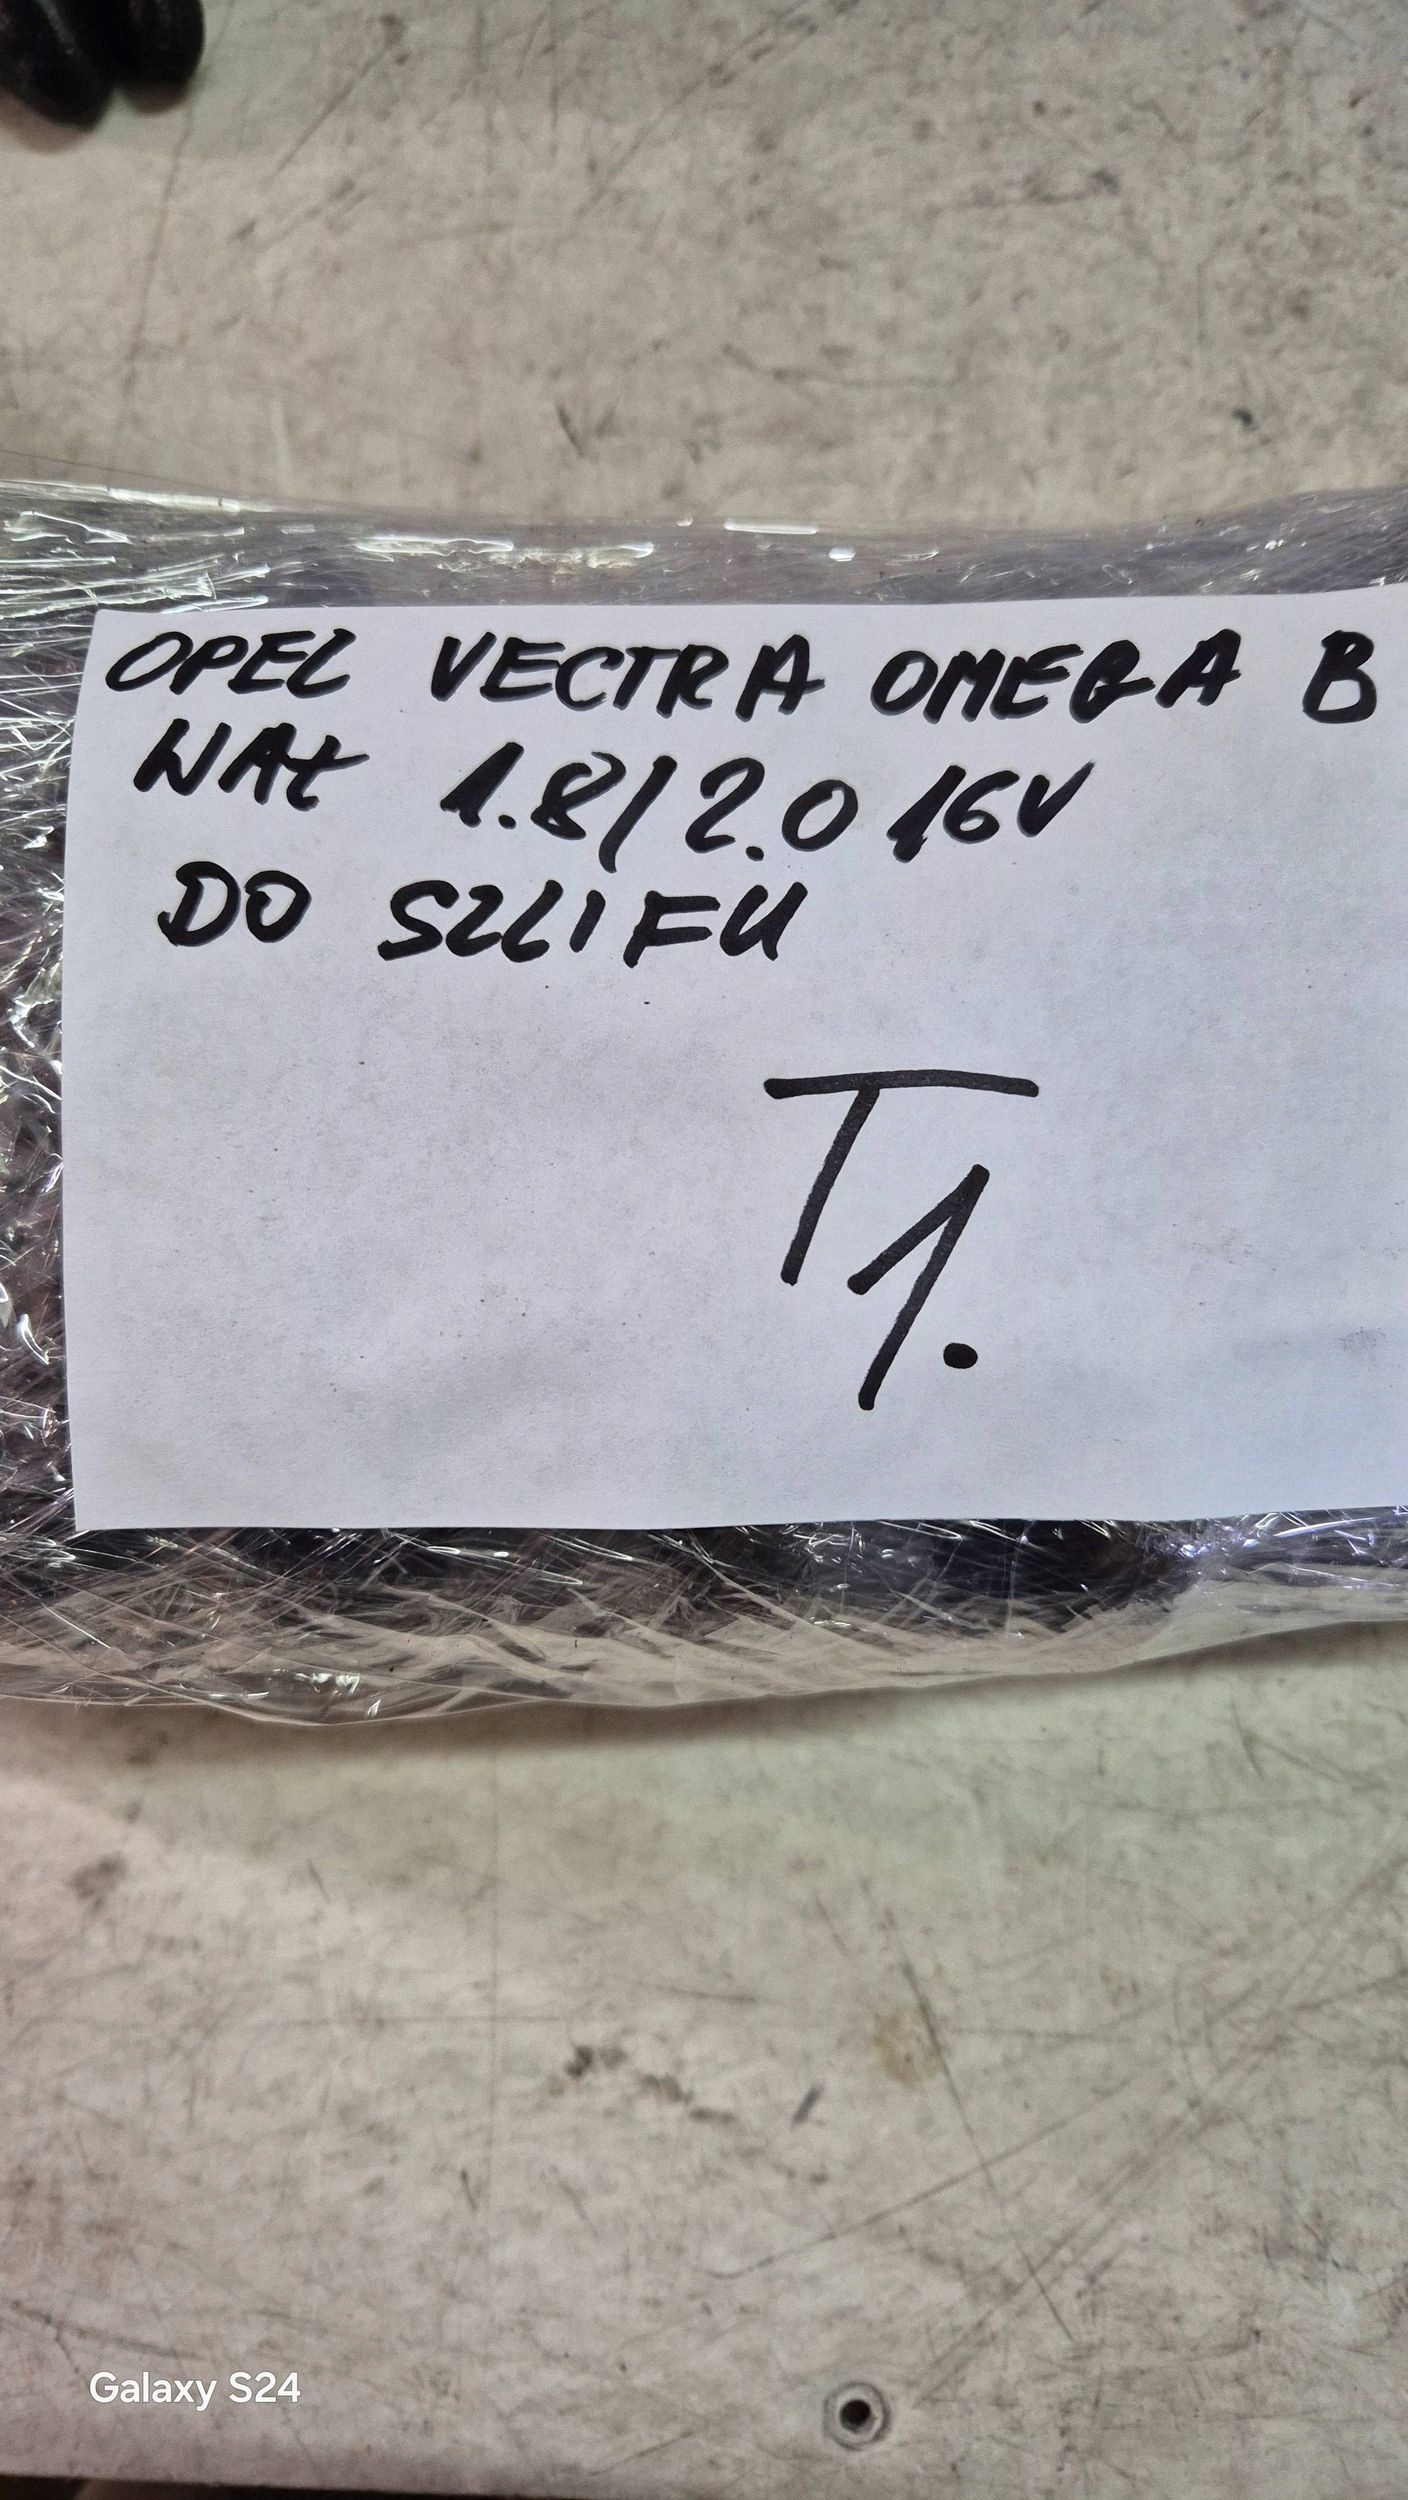 OPEL VECTRA OMEGA B
WAŁ 1.8/2.0 16V
DO SZLIFU
T1.
Galaxy S24